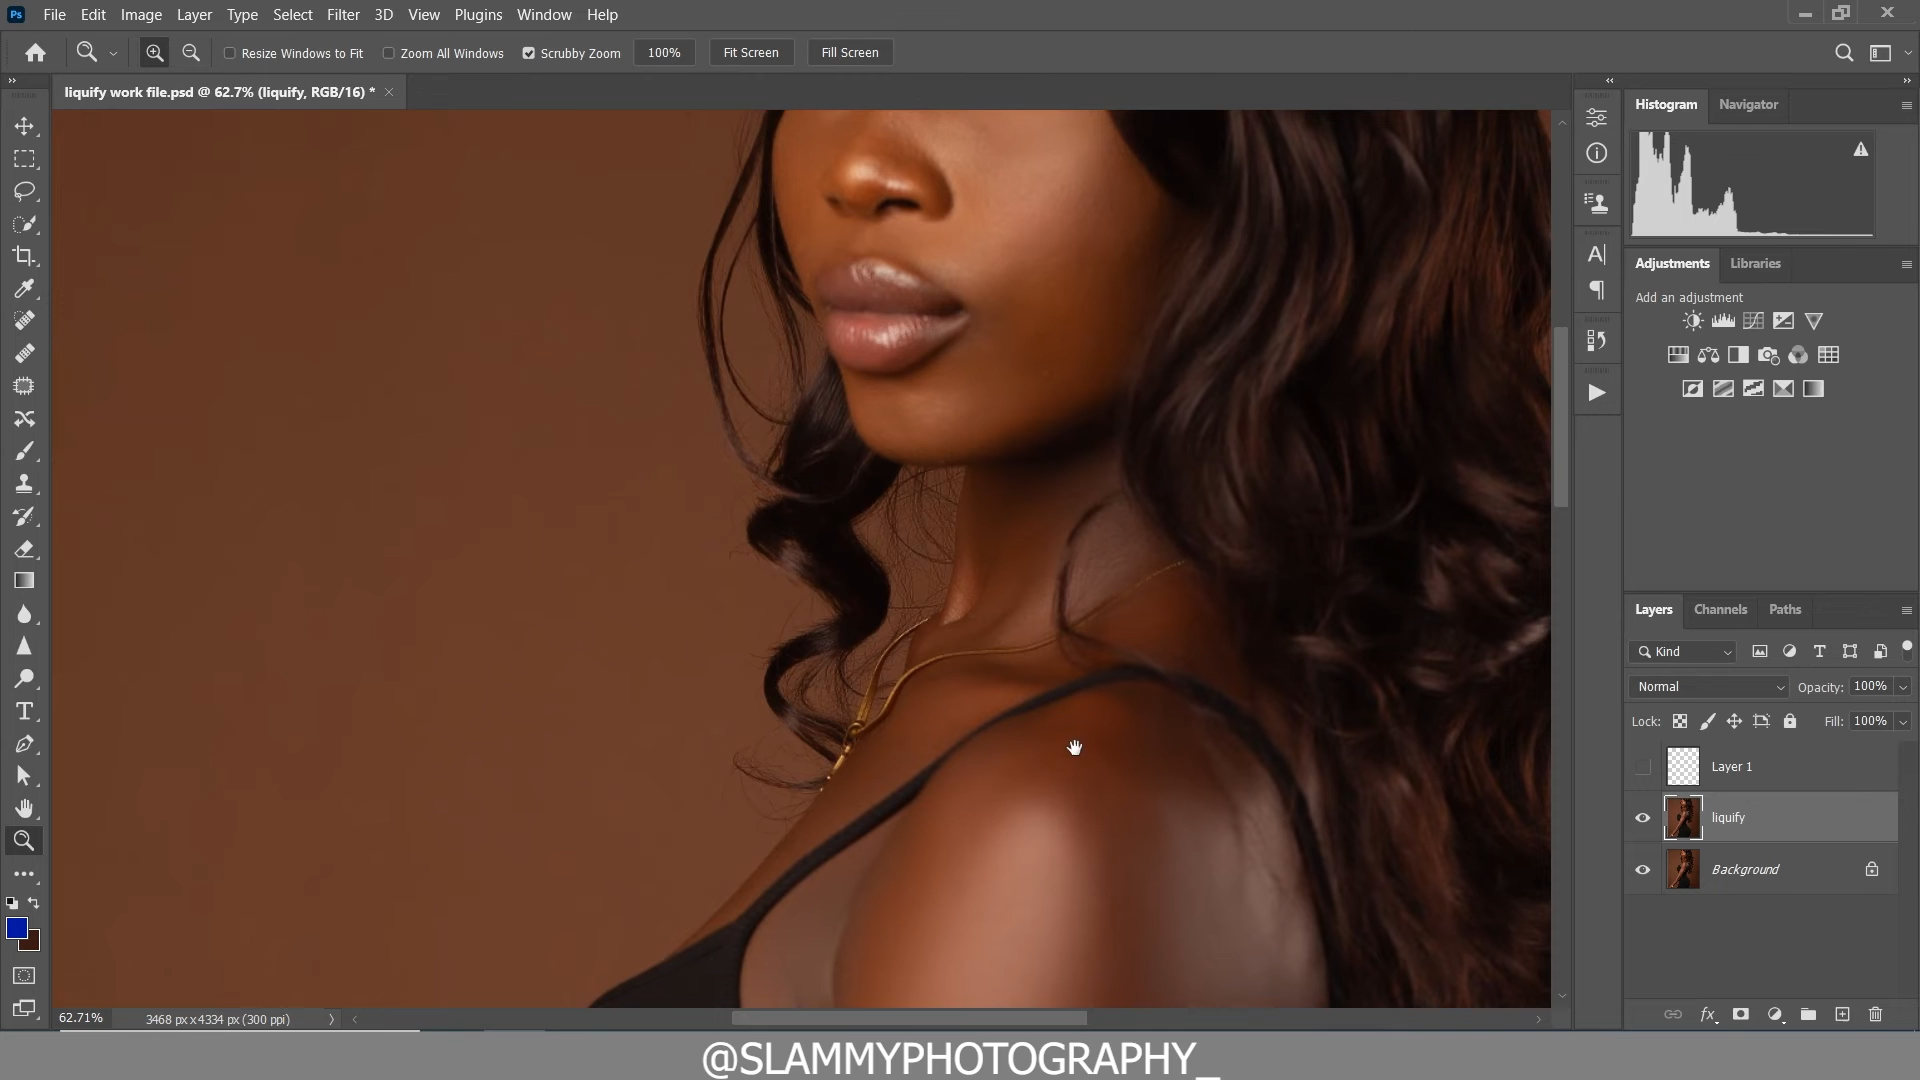 Ps File Edit Image Layer Type Select Filter 3D View Plugins Window Help
Resize Windows to Fit Zoom All Windows Scrubby Zoom 100% Fit Screen Fill Screen
liquify work file.psd @ 62.7% (liquify, RGB/16) *
Histogram Navigator
Adjustments Libraries
Add an adjustment
Layers Channels Paths
Kind
Normal Opacity: 100%
Lock: Fill: 100%
Layer 1
liquify
Background
62.71% 3468 px x 4334 px (300 ppi)
@SLAMMYPHOTOGRAPHY_